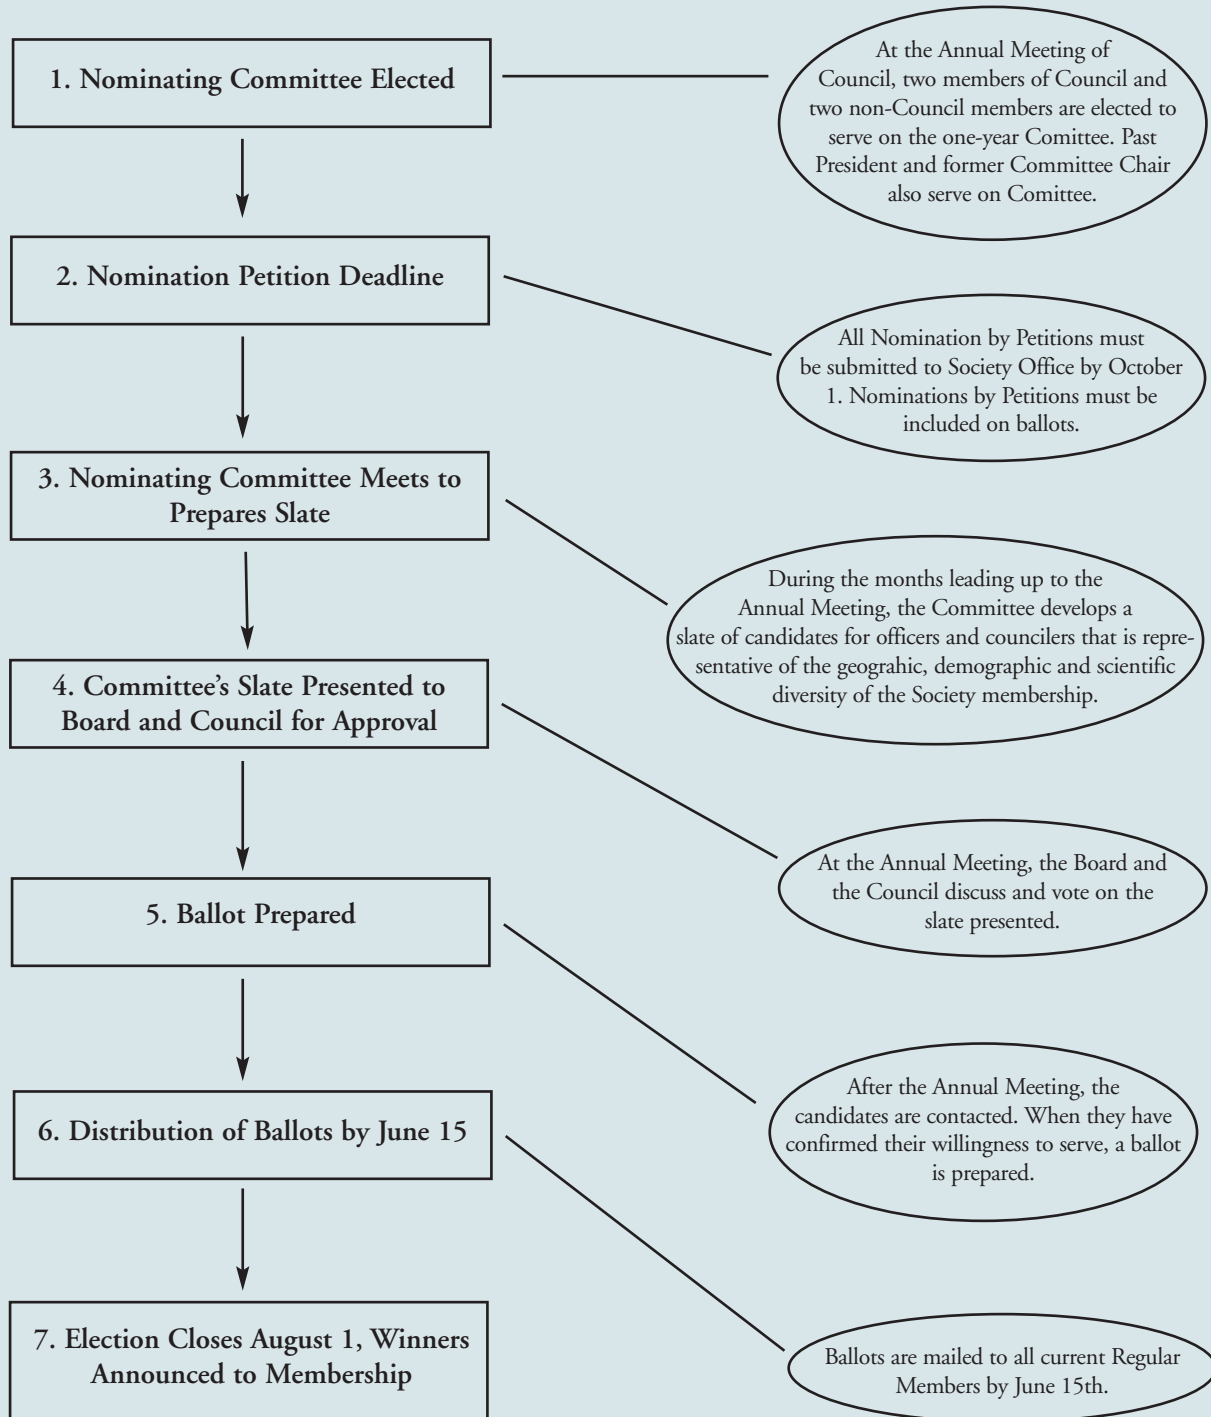 1. Nominating Committee Elected
At the Annual Meeting of
Council, two members of Council and
two non-Council members are elected to
serve on the one-year Comittee. Past
President and former Committee Chair
also serve on Comittee.
2. Nomination Petition Deadline
All Nomination by Petitions must
be submitted to Society Office by October
1. Nominations by Petitions must be
included on ballots.
3. Nominating Committee Meets to
Prepares Slate
During the months leading up to the
Annual Meeting, the Committee develops a
slate of candidates for officers and councilers that is repre-
sentative of the geograhic, demographic and scientific
diversity of the Society membership.
4. Committee’s Slate Presented to
Board and Council for Approval
At the Annual Meeting, the Board and
the Council discuss and vote on the
slate presented.
5. Ballot Prepared
After the Annual Meeting, the
candidates are contacted. When they have
confirmed their willingness to serve, a ballot
is prepared.
6. Distribution of Ballots by June 15
Ballots are mailed to all current Regular
Members by June 15th.
7. Election Closes August 1, Winners
Announced to Membership